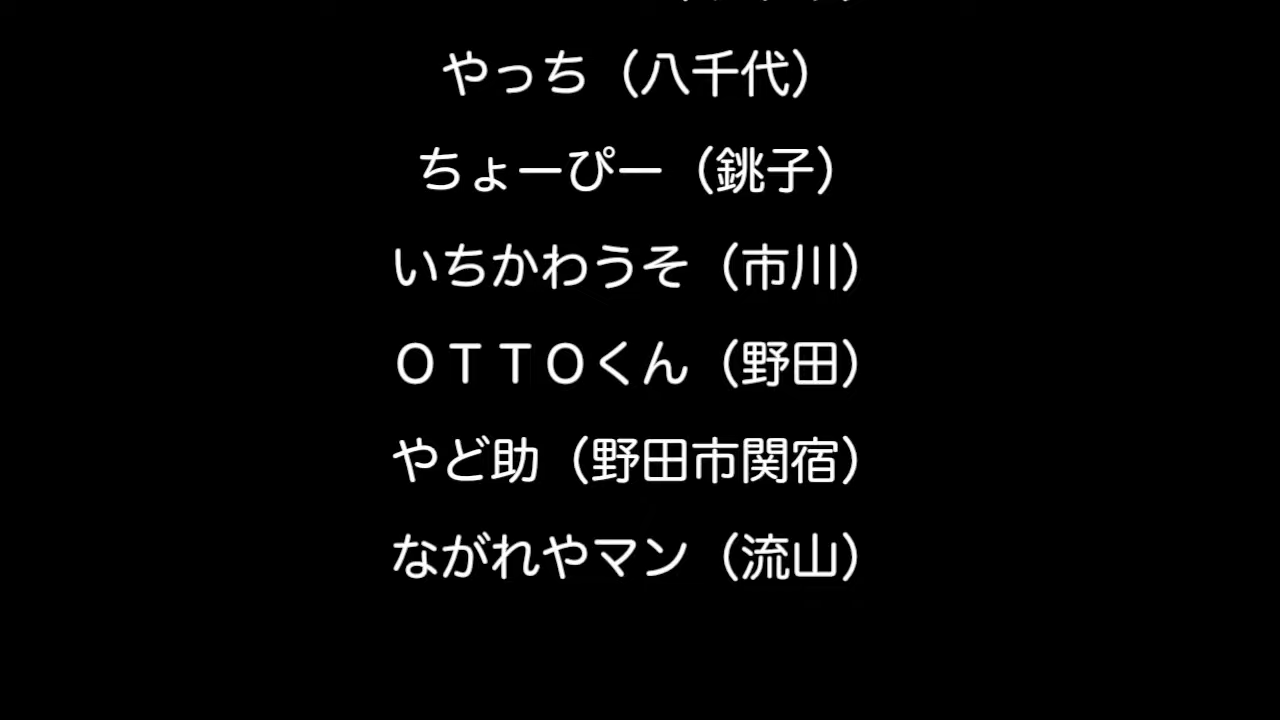 やっち（八千代）
ちょーぴー（銚子）
いちかわうそ（市川）
ＯＴＴＯくん（野田）
やど助（野田市関宿）
ながれやマン（流山）